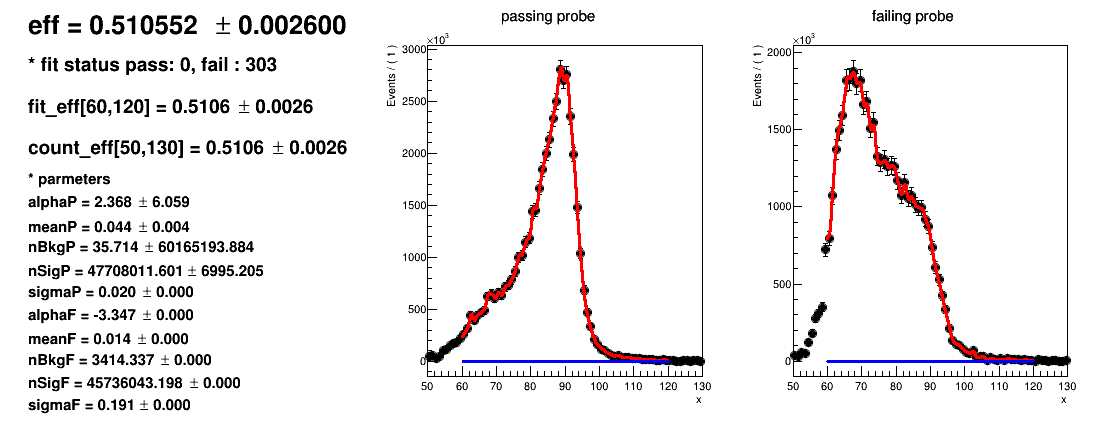 eff = 0.510552 ± 0.002600
* fit status pass: 0, fail : 303
fit_eff[60,120] = 0.5106 ± 0.0026
count_eff[50,130] = 0.5106 ± 0.0026
* parmeters
alphaP = 2.368 ± 6.059
meanP = 0.044 ± 0.004
nBkgP = 35.714 ± 60165193.884
nSigP = 47708011.601 ± 6995.205
sigmaP = 0.020 ± 0.000
alphaF = -3.347 ± 0.000
meanF = 0.014 ± 0.000
nBkgF = 3414.337 ± 0.000
nSigF = 45736043.198 ± 0.000
sigmaF = 0.191 ± 0.000
passing probe
×10³
Events / ( 1 )
3000
2500
2000
1500
1000
500
0
50 60 70 80 90 100 110 120 130
x
failing probe
×10³
Events / ( 1 )
2000
1500
1000
500
0
50 60 70 80 90 100 110 120 130
x